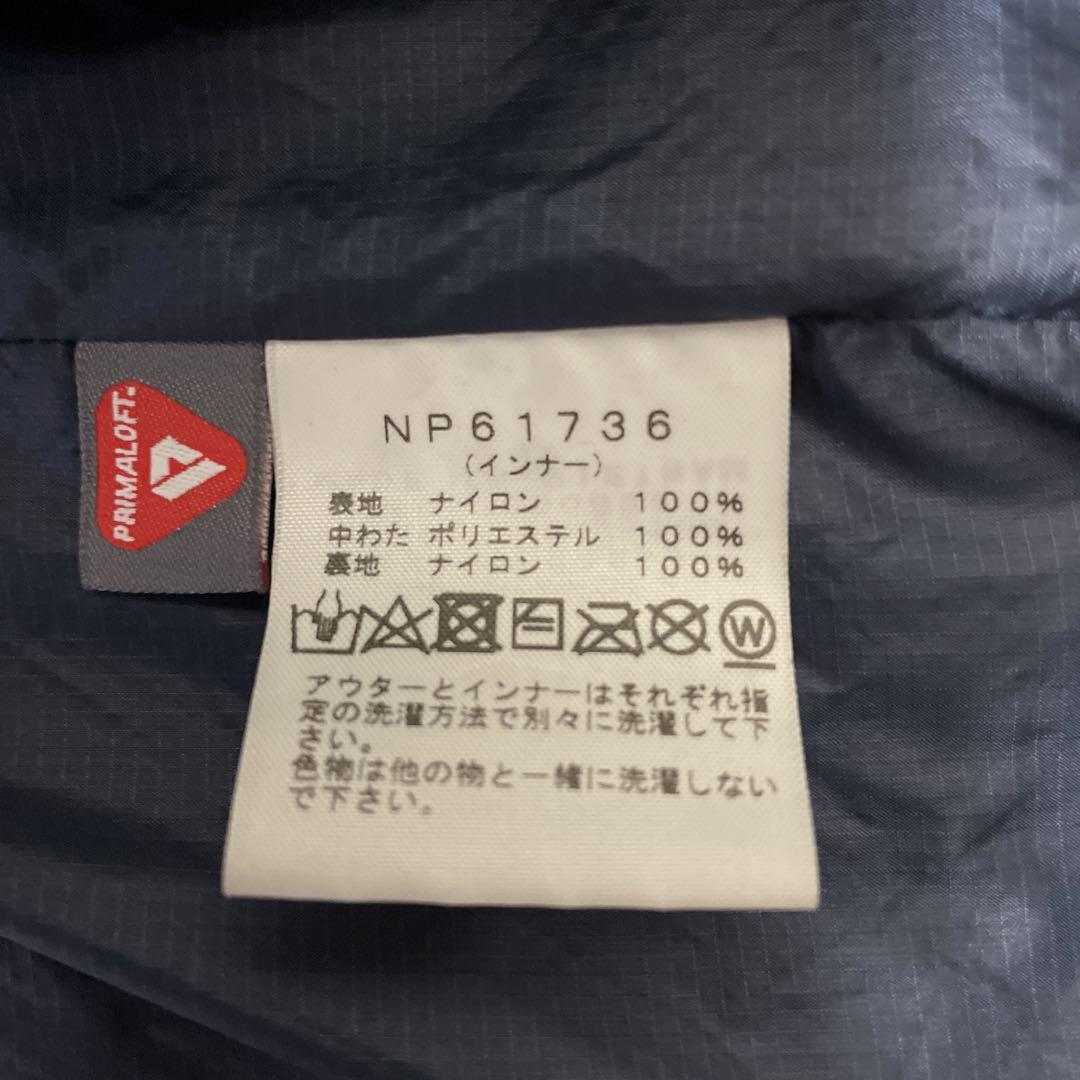 PRIMALOFT™
NP61736
(インナー)
表地 ナイロン 100%
中わた ポリエステル 100%
裏地 ナイロン 100%
W
アウターとインナーはそれぞれ指
定の洗濯方法で別々に洗濯して下
さい。
色物は他の物と一緒に洗濯しない
で下さい。